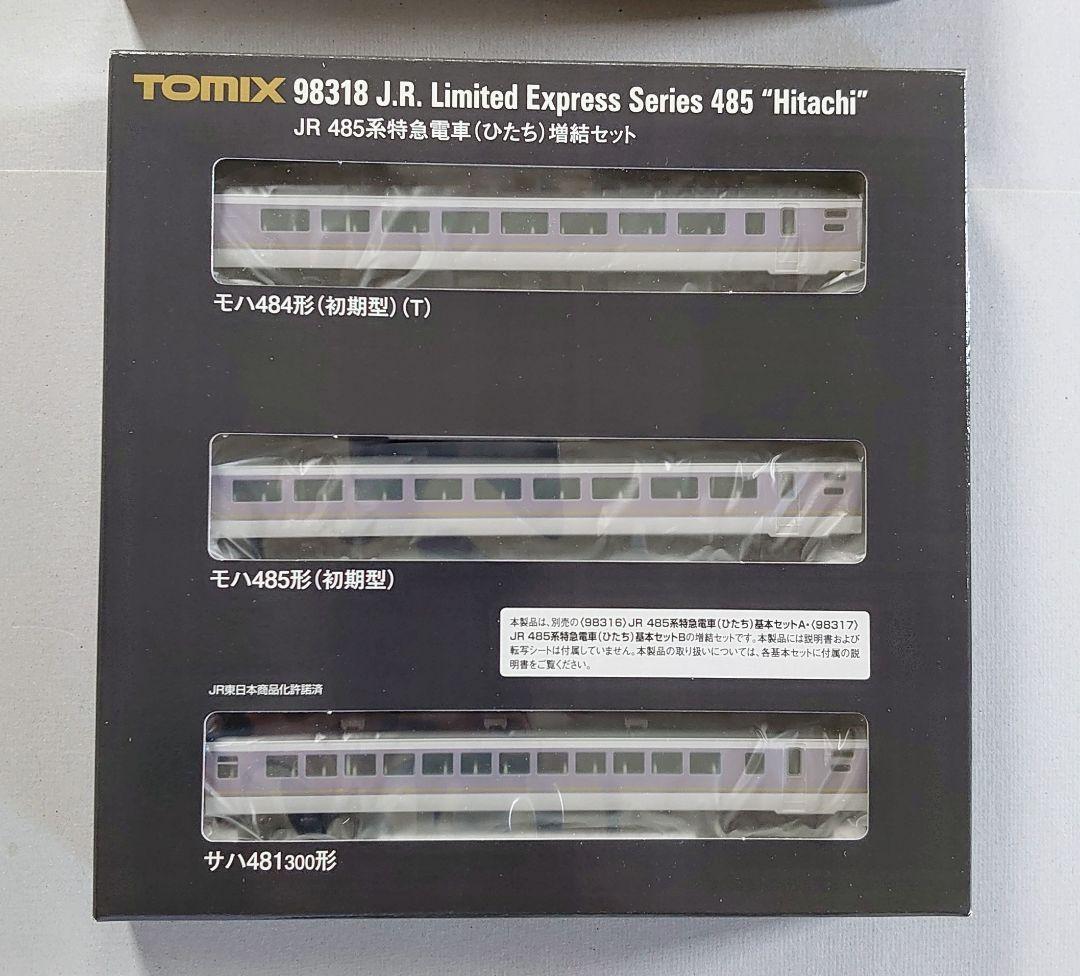 TOMIX 98318 J.R. Limited Express Series 485 “Hitachi”
JR 485系特急電車（ひたち）増結セット
モハ484形（初期型）（T）
モハ485形（初期型）
本製品は、別売の〈98316〉JR 485系特急電車（ひたち）基本セットA・〈98317〉
JR 485系特急電車（ひたち）基本セットBの増結セットです。本製品には説明書および
転写シートは付属していません。本製品の取り扱いについては、各基本セットに付属の説
明書をご覧ください。
JR東日本商品化許諾済
サハ481300形